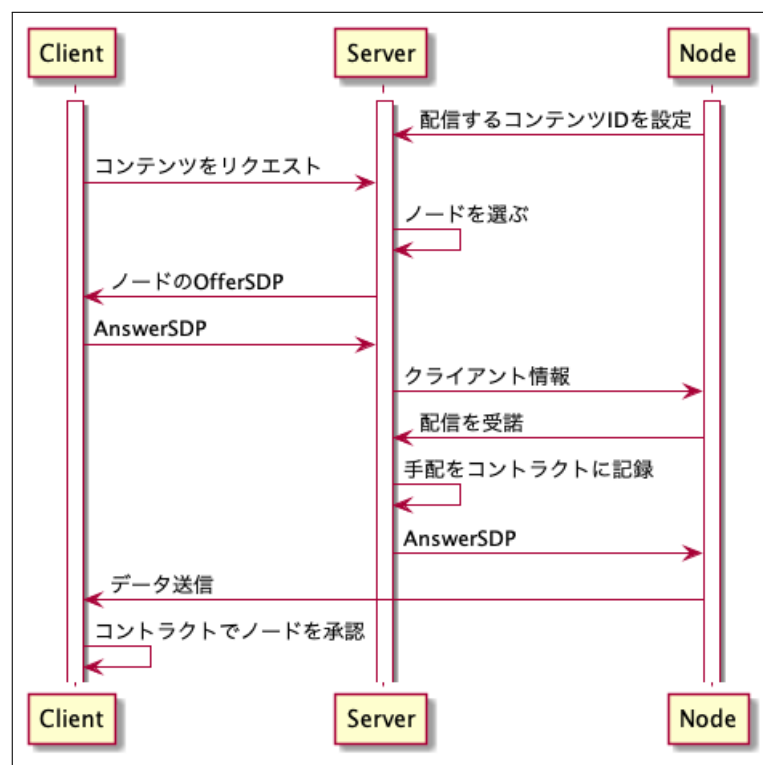 Client Server Node
配信するコンテンツIDを設定
コンテンツをリクエスト
ノードを選ぶ
ノードのOfferSDP
AnswerSDP
クライアント情報
配信を受諾
手配をコントラクトに記録
AnswerSDP
データ送信
コントラクトでノードを承認
Client Server Node